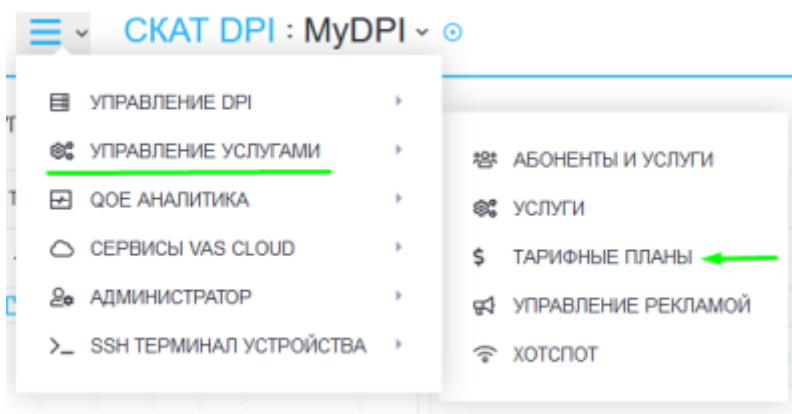 СКАТ DPI : MyDPI
УПРАВЛЕНИЕ DPI
УПРАВЛЕНИЕ УСЛУГАМИ
QOE АНАЛИТИКА
СЕРВИСЫ VAS CLOUD
АДМИНИСТРАТОР
SSH ТЕРМИНАЛ УСТРОЙСТВА
АБОНЕНТЫ И УСЛУГИ
УСЛУГИ
ТАРИФНЫЕ ПЛАНЫ
УПРАВЛЕНИЕ РЕКЛАМОЙ
ХОТСПОТ